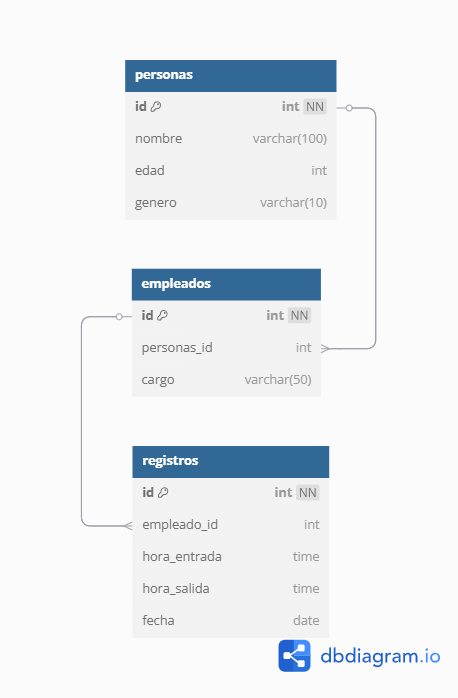 personas
id int NN
nombre varchar(100)
edad int
genero varchar(10)
empleados
id int NN
personas_id int
cargo varchar(50)
registros
id int NN
empleado_id int
hora_entrada time
hora_salida time
fecha date
dbdiagram.io